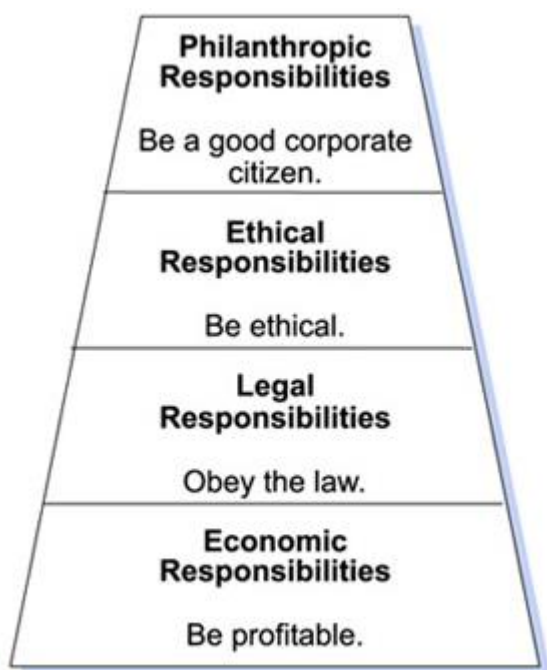 Philanthropic
Responsibilities
Be a good corporate
citizen.
Ethical
Responsibilities
Be ethical.
Legal
Responsibilities
Obey the law.
Economic
Responsibilities
Be profitable.